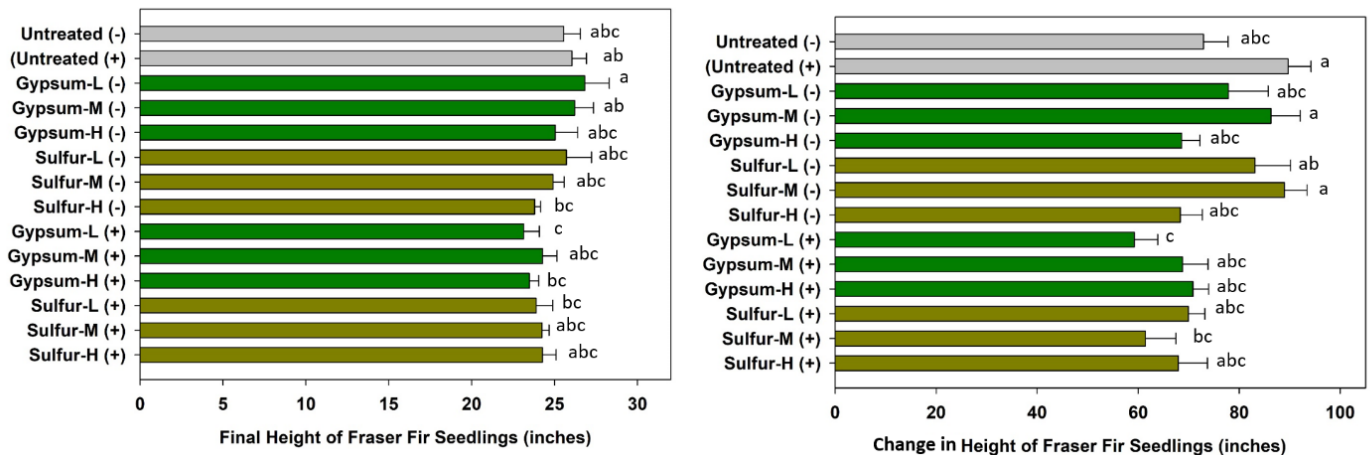 Untreated (-) abc
(Untreated (+) ab
Gypsum-L (-) a
Gypsum-M (-) ab
Gypsum-H (-) abc
Sulfur-L (-) abc
Sulfur-M (-) abc
Sulfur-H (-) bc
Gypsum-L (+) c
Gypsum-M (+) abc
Gypsum-H (+) bc
Sulfur-L (+) bc
Sulfur-M (+) abc
Sulfur-H (+) abc
0 5 10 15 20 25 30
Final Height of Fraser Fir Seedlings (inches)
Untreated (-) abc
(Untreated (+) a
Gypsum-L (-) abc
Gypsum-M (-) a
Gypsum-H (-) abc
Sulfur-L (-) ab
Sulfur-M (-) a
Sulfur-H (-) abc
Gypsum-L (+) c
Gypsum-M (+) abc
Gypsum-H (+) abc
Sulfur-L (+) abc
Sulfur-M (+) bc
Sulfur-H (+) abc
0 20 40 60 80 100
Change in Height of Fraser Fir Seedlings (inches)